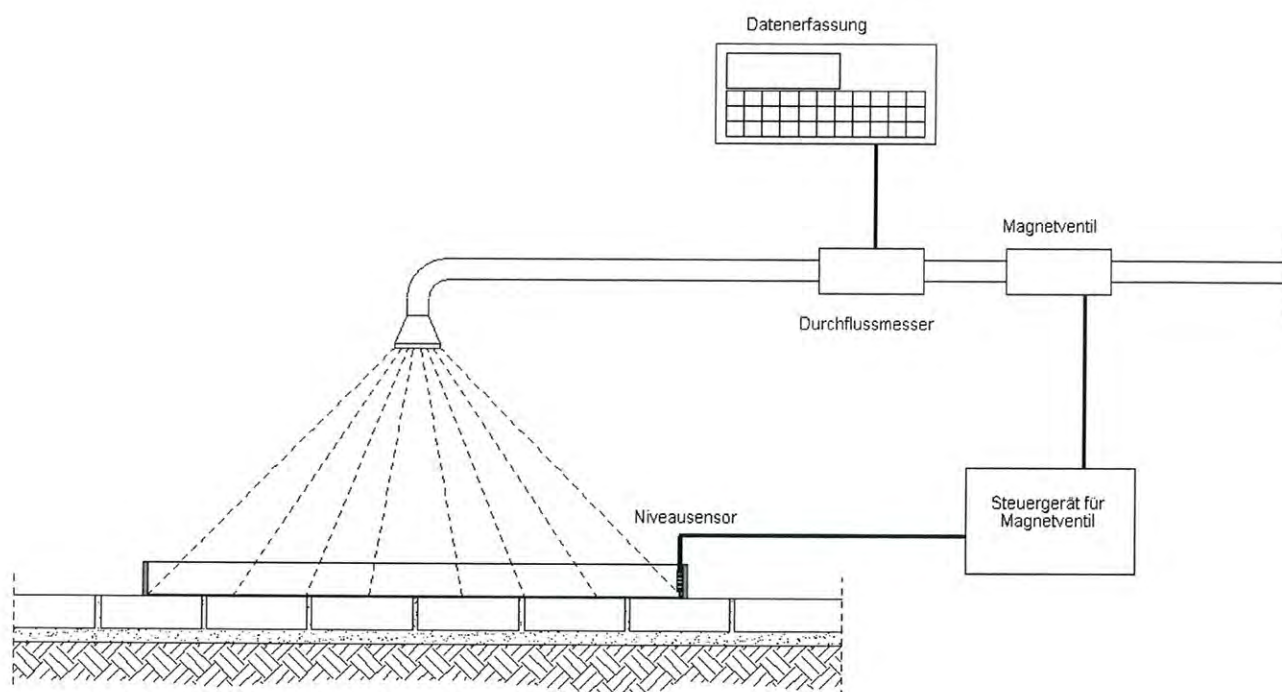 Datenerfassung
Magnetventil
Durchflussmesser
Niveausensor
Steuergerät für
Magnetventil